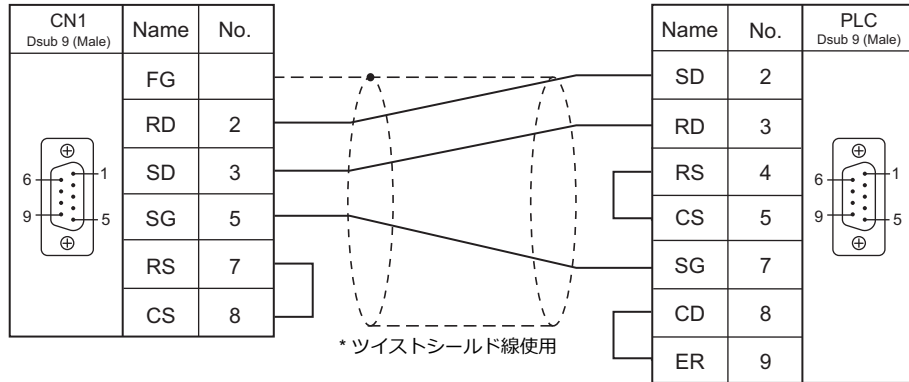 CN1
Dsub 9 (Male)
Name No.
FG
RD 2
SD 3
SG 5
RS 7
CS 8
6 1
9 5
* ツイストシールド線使用
Name No.
PLC
Dsub 9 (Male)
SD 2
RD 3
RS 4
CS 5
SG 7
CD 8
ER 9
6 1
9 5